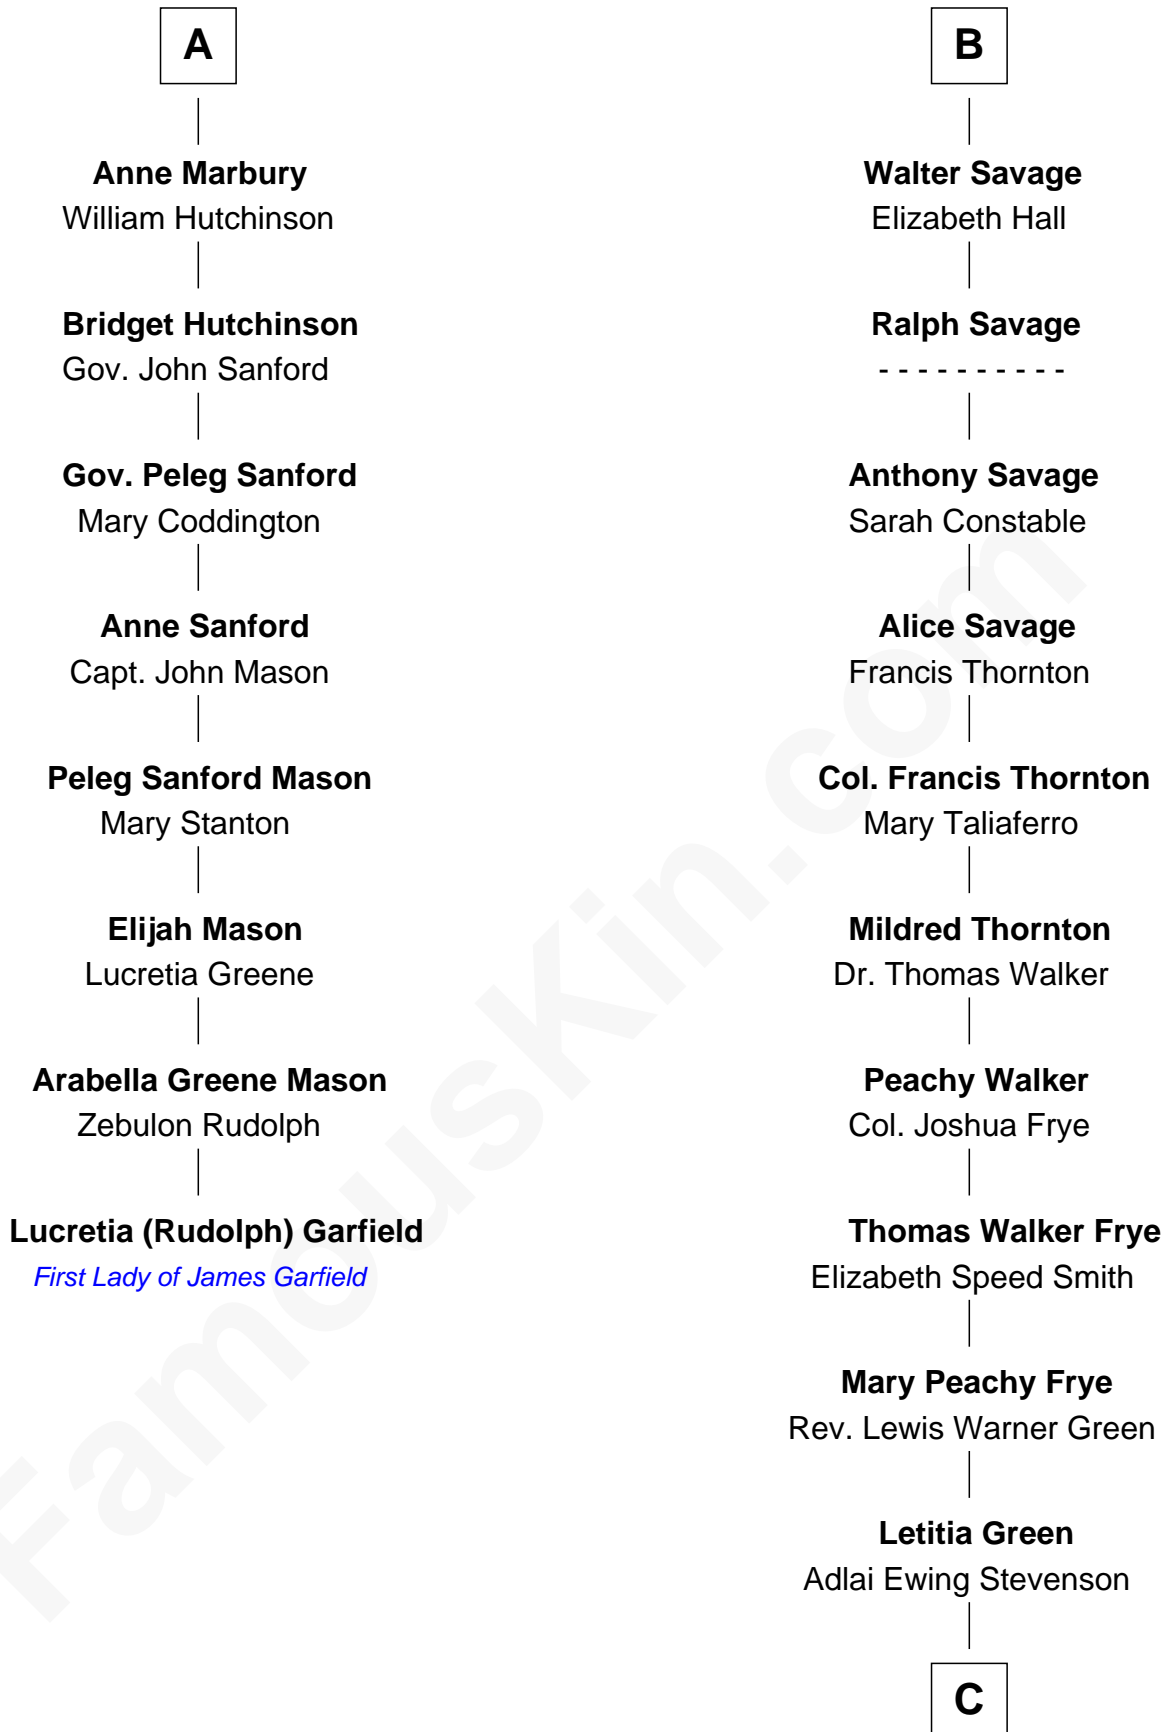 A
Anne Marbury
William Hutchinson
Bridget Hutchinson
Gov. John Sanford
Gov. Peleg Sanford
Mary Coddington
Anne Sanford
Capt. John Mason
Peleg Sanford Mason
Mary Stanton
Elijah Mason
Lucretia Greene
Arabella Greene Mason
Zebulon Rudolph
Lucretia (Rudolph) Garfield
First Lady of James Garfield
B
Walter Savage
Elizabeth Hall
Ralph Savage
- - - - - - - - - -
Anthony Savage
Sarah Constable
Alice Savage
Francis Thornton
Col. Francis Thornton
Mary Taliaferro
Mildred Thornton
Dr. Thomas Walker
Peachy Walker
Col. Joshua Frye
Thomas Walker Frye
Elizabeth Speed Smith
Mary Peachy Frye
Rev. Lewis Warner Green
Letitia Green
Adlai Ewing Stevenson
C
FamousKin.com